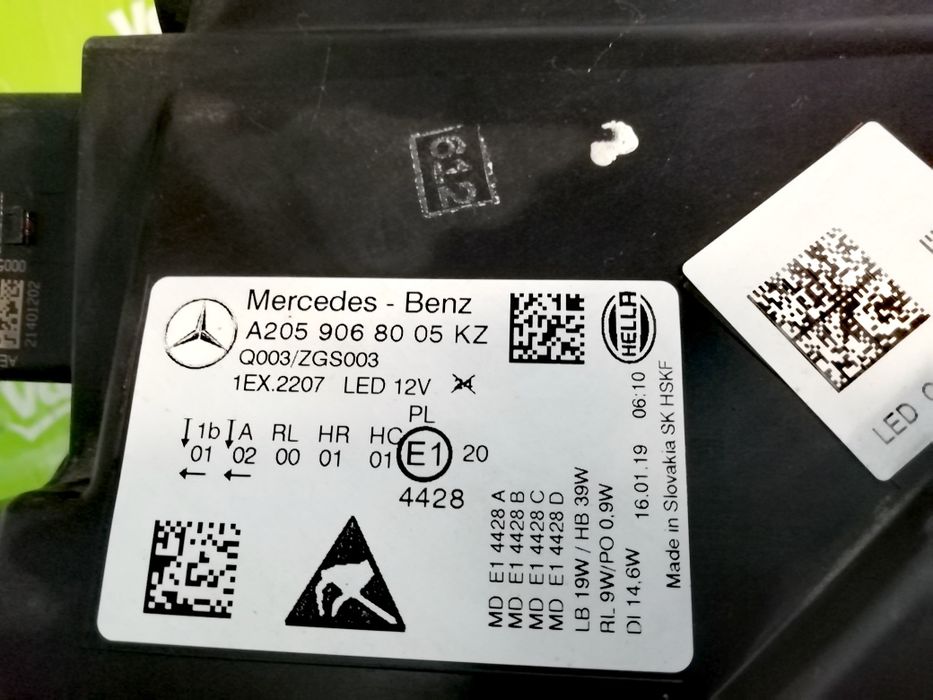 612
Mercedes - Benz
A205 906 80 05 KZ
Q003/ZGS003
1EX.2207 LED 12V 24
HELLA
PL
1b A RL HR HC
01 02 00 01 01 E1 20
4428
MD E1 4428 A
MD E1 4428 B
MD E1 4428 C
MD E1 4428 D
LB 19W / HB 39W
RL 9W/PO 0.9W
DI 14,6W
16.01.19 06:10
Made in Slovakia SK HSKF
LED
21401202